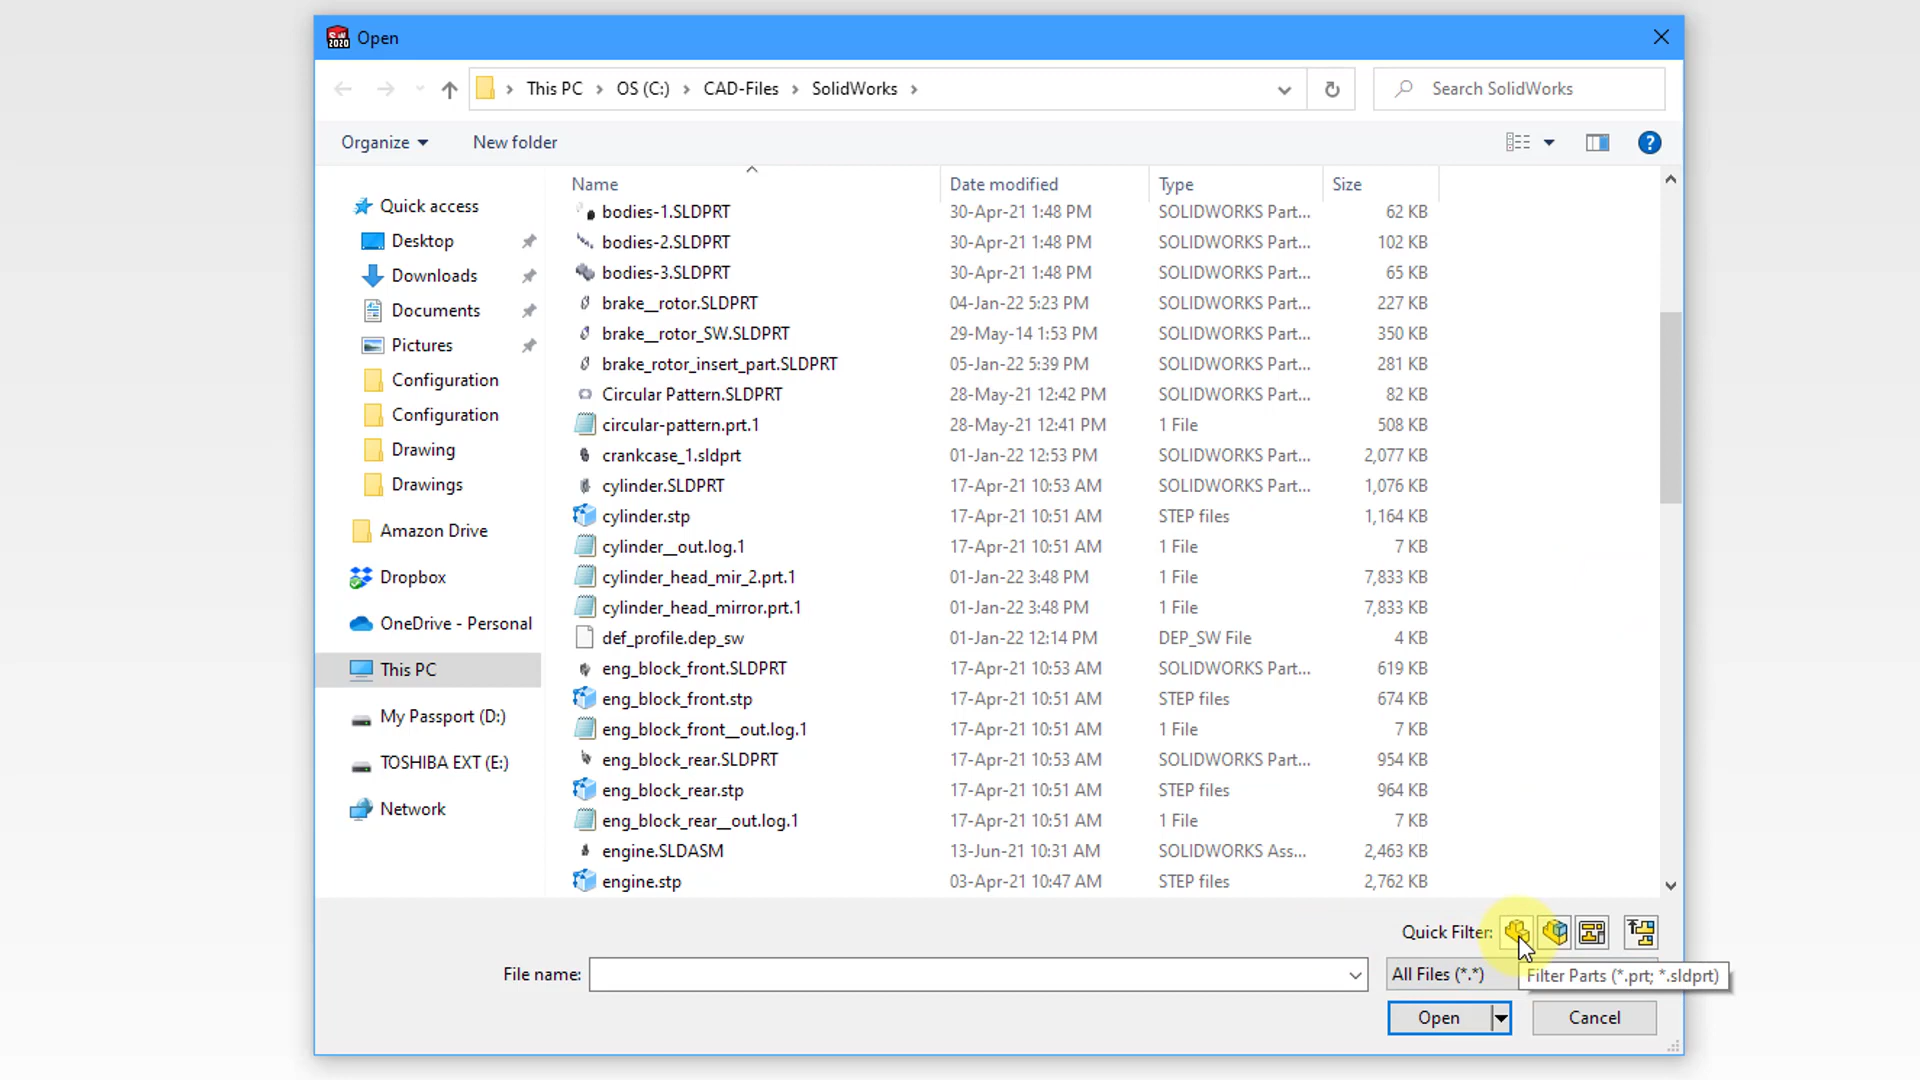 SW 2020 Open
This PC OS (C:) CAD-Files SolidWorks
Search SolidWorks
Organize New folder
Quick access
Desktop
Downloads
Documents
Pictures
Configuration
Configuration
Drawing
Drawings
Amazon Drive
Dropbox
OneDrive - Personal
This PC
My Passport (D:)
TOSHIBA EXT (E:)
Network
Name Date modified Type Size
bodies-1.SLDPRT 30-Apr-21 1:48 PM SOLIDWORKS Part... 62 KB
bodies-2.SLDPRT 30-Apr-21 1:48 PM SOLIDWORKS Part... 102 KB
bodies-3.SLDPRT 30-Apr-21 1:48 PM SOLIDWORKS Part... 65 KB
brake__rotor.SLDPRT 04-Jan-22 5:23 PM SOLIDWORKS Part... 227 KB
brake__rotor_SW.SLDPRT 29-May-14 1:53 PM SOLIDWORKS Part... 350 KB
brake_rotor_insert_part.SLDPRT 05-Jan-22 5:39 PM SOLIDWORKS Part... 281 KB
Circular Pattern.SLDPRT 28-May-21 12:42 PM SOLIDWORKS Part... 82 KB
circular-pattern.prt.1 28-May-21 12:41 PM 1 File 508 KB
crankcase_1.sldprt 01-Jan-22 12:53 PM SOLIDWORKS Part... 2,077 KB
cylinder.SLDPRT 17-Apr-21 10:53 AM SOLIDWORKS Part... 1,076 KB
cylinder.stp 17-Apr-21 10:51 AM STEP files 1,164 KB
cylinder__out.log.1 17-Apr-21 10:51 AM 1 File 7 KB
cylinder_head_mir_2.prt.1 01-Jan-22 3:48 PM 1 File 7,833 KB
cylinder_head_mirror.prt.1 01-Jan-22 3:48 PM 1 File 7,833 KB
def_profile.dep_sw 01-Jan-22 12:14 PM DEP_SW File 4 KB
eng_block_front.SLDPRT 17-Apr-21 10:53 AM SOLIDWORKS Part... 619 KB
eng_block_front.stp 17-Apr-21 10:51 AM STEP files 674 KB
eng_block_front__out.log.1 17-Apr-21 10:51 AM 1 File 7 KB
eng_block_rear.SLDPRT 17-Apr-21 10:53 AM SOLIDWORKS Part... 954 KB
eng_block_rear.stp 17-Apr-21 10:51 AM STEP files 964 KB
eng_block_rear__out.log.1 17-Apr-21 10:51 AM 1 File 7 KB
engine.SLDASM 13-Jun-21 10:31 AM SOLIDWORKS Ass... 2,463 KB
engine.stp 03-Apr-21 10:47 AM STEP files 2,762 KB
Quick Filter:
File name: All Files (*.*)
Filter Parts (*.prt; *.sldprt)
Open Cancel